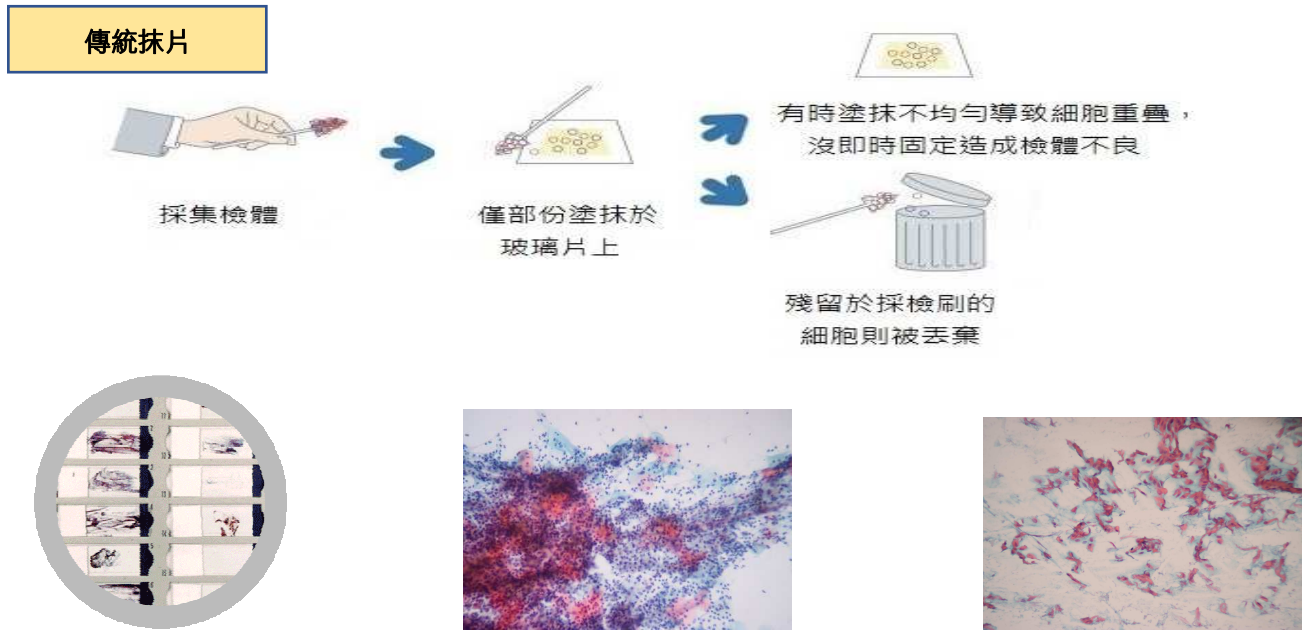 傳統抹片
採集檢體
僅部份塗抹於
玻璃片上
有時塗抹不均勻導致細胞重疊，
沒即時固定造成檢體不良
殘留於採檢刷的
細胞則被丟棄